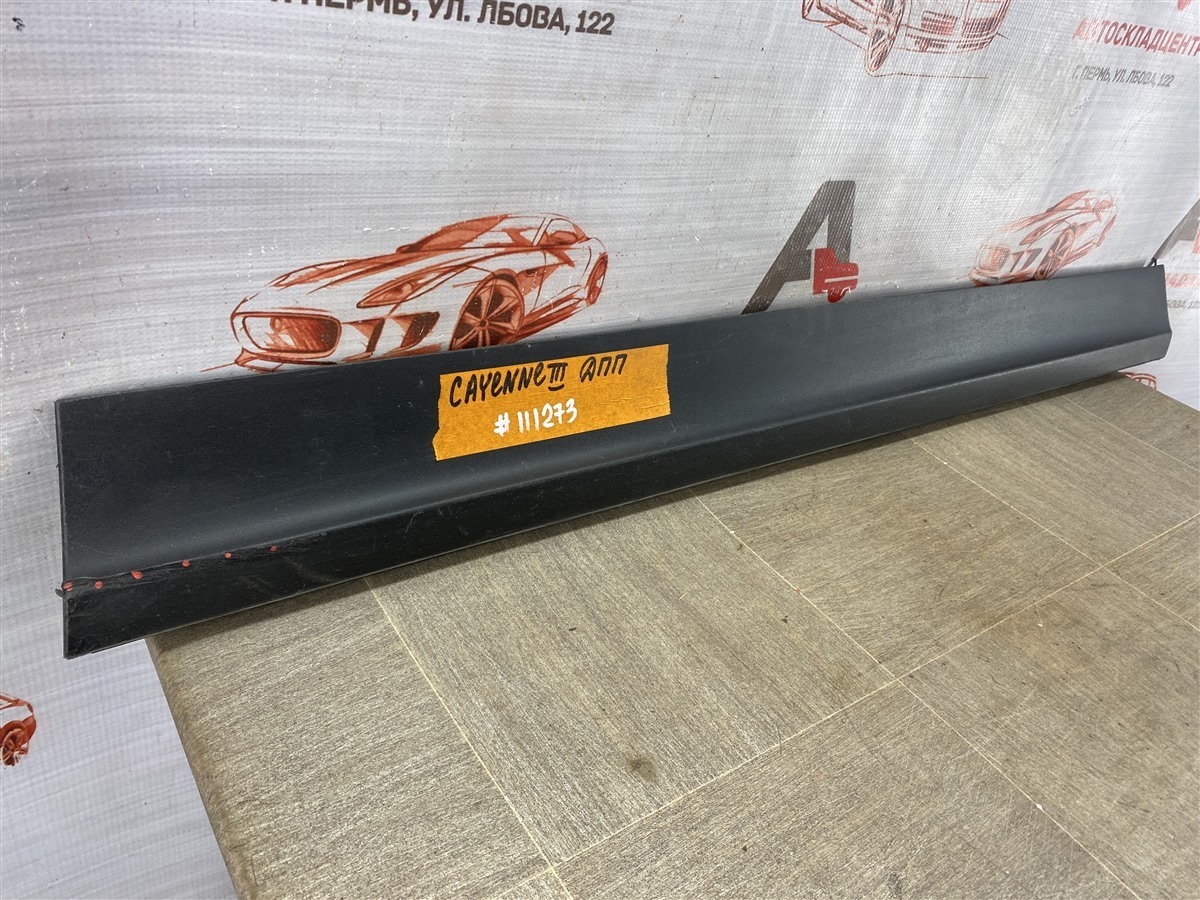 ПЕРМЬ, УЛ. ЛБОВА, 122
АВТОСКЛАДЦЕНТР
Г. ПЕРМЬ, УЛ. ЛБОВА, 122
CAYENNE III ДПП
#111273